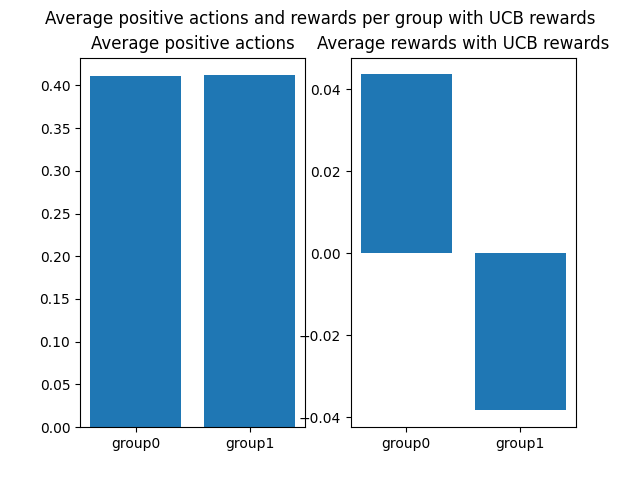 Average positive actions and rewards per group with UCB rewards
Average positive actions
Average rewards with UCB rewards
0.40
0.35
0.30
0.25
0.20
0.15
0.10
0.05
0.00
group0
group1
0.04
0.02
0.00
−0.02
−0.04
group0
group1